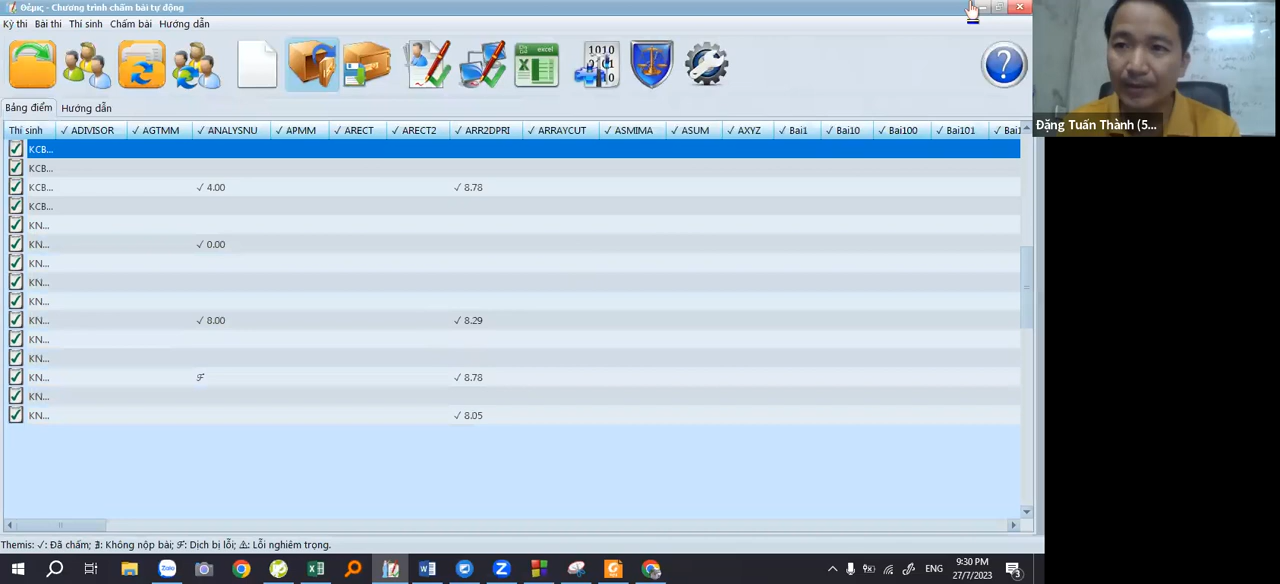 Θέμις - Chương trình chấm bài tự động
Kỳ thi Bài thi Thí sinh Chấm bài Hướng dẫn
excel 1010
Bảng điểm Hướng dẫn
Thí sinh ✓ ADIVISOR ✓ AGTMM ✓ ANALYSNU ✓ APMM ✓ ARECT ✓ ARECT2 ✓ ARR2DPRI ✓ ARRAYCUT ✓ ASMIMA ✓ ASUM ✓ AXYZ ✓ Bai1 ✓ Bai10 ✓ Bai100 ✓ Bai101 ✓ Bai1
KCB...
KCB...
KCB... ✓ 4.00 ✓ 8.78
KCB...
KN...
KN... ✓ 0.00
KN...
KN...
KN...
KN... ✓ 8.00 ✓ 8.29
KN...
KN...
KN... ℱ ✓ 8.78
KN...
KN... ✓ 8.05
Themis: ✓: Đã chấm; ∄: Không nộp bài; ℱ: Dịch bị lỗi; ⚠: Lỗi nghiêm trọng.
Đặng Tuấn Thành (5...
Zalo ENG 9:30 PM
27/7/2023 3